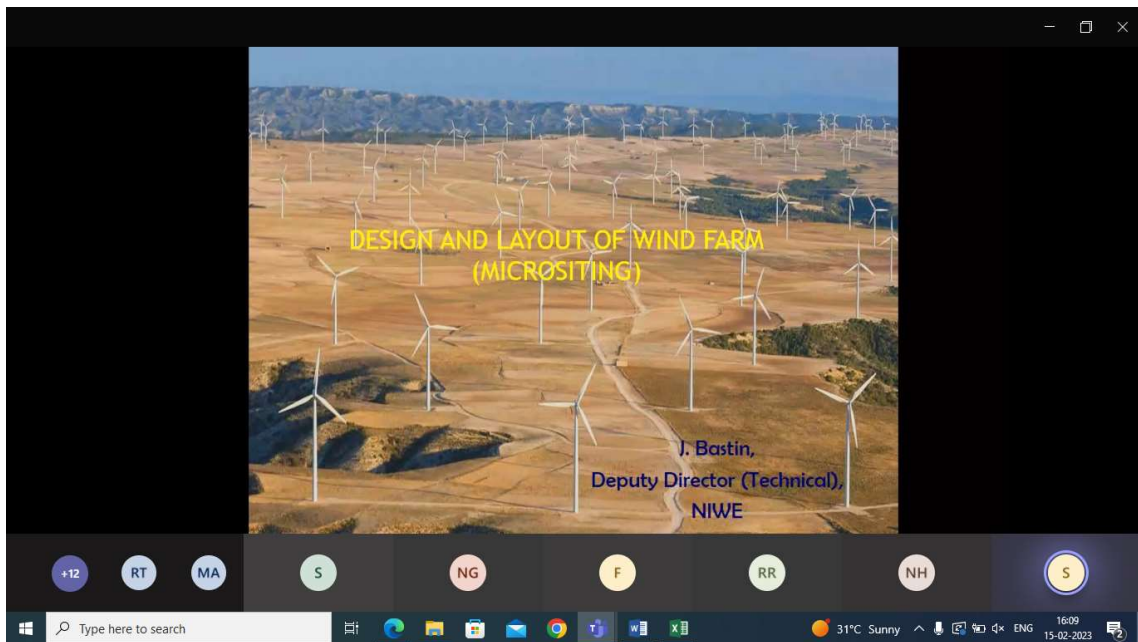 DESIGN AND LAYOUT OF WIND FARM
(MICROSITING)
J. Bastin,
Deputy Director (Technical),
NIWE
+12
RT
MA
S
NG
F
RR
NH
S
Type here to search
31°C Sunny
ENG
16:09
15-02-2023
2